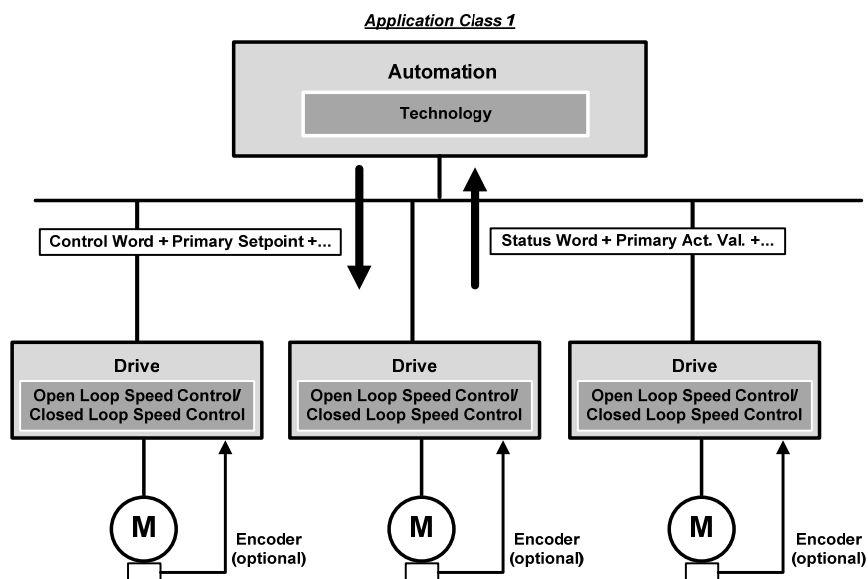 Application Class 1
Automation
Technology
Control Word + Primary Setpoint +...
Status Word + Primary Act. Val. +...
Drive
Open Loop Speed Control/
Closed Loop Speed Control
Drive
Open Loop Speed Control/
Closed Loop Speed Control
Drive
Open Loop Speed Control/
Closed Loop Speed Control
M
Encoder
(optional)
M
Encoder
(optional)
M
Encoder
(optional)